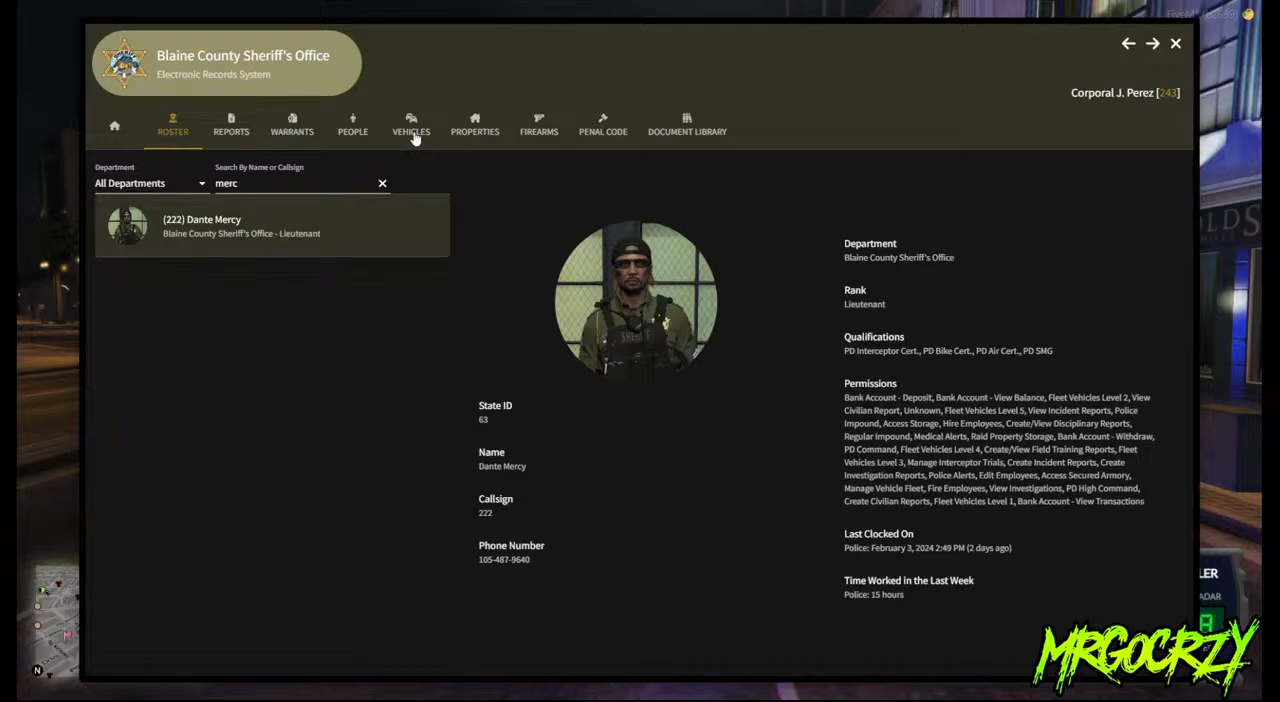 FiveM
Blaine County Sheriff's Office
Electronic Records System
Corporal J. Perez [243]
ROSTER
REPORTS
WARRANTS
PEOPLE
VEHICLES
PROPERTIES
FIREARMS
PENAL CODE
DOCUMENT LIBRARY
Department
Search By Name or Callsign
All Departments
merc
(222) Dante Mercy
Blaine County Sheriff's Office - Lieutenant
SHERIFF
State ID
63
Name
Dante Mercy
Callsign
222
Phone Number
105-487-9640
Department
Blaine County Sheriff's Office
Rank
Lieutenant
Qualifications
PD Interceptor Cert., PD Bike Cert., PD Air Cert., PD SMG
Permissions
Bank Account - Deposit, Bank Account - View Balance, Fleet Vehicles Level 2, View
Civilian Report, Unknown, Fleet Vehicles Level 5, View Incident Reports, Police
Impound, Access Storage, Hire Employees, Create/View Disciplinary Reports,
Regular Impound, Medical Alerts, Raid Property Storage, Bank Account - Withdraw,
PD Command, Fleet Vehicles Level 4, Create/View Field Training Reports, Fleet
Vehicles Level 3, Manage Interceptor Trials, Create Incident Reports, Create
Investigation Reports, Police Alerts, Edit Employees, Access Secured Armory,
Manage Vehicle Fleet, Fire Employees, View Investigations, PD High Command,
Create Civilian Reports, Fleet Vehicles Level 1, Bank Account - View Transactions
Last Clocked On
Police: February 3, 2024 2:49 PM (2 days ago)
Time Worked in the Last Week
Police: 15 hours
N
LER
ADAR
MRGOCRZY